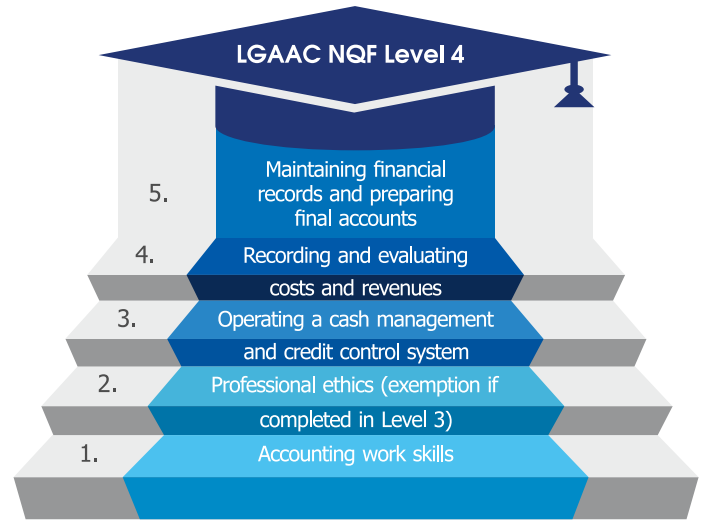 LGAAC NQF Level 4
5.
Maintaining financial
records and preparing
final accounts
4.
Recording and evaluating
costs and revenues
3.
Operating a cash management
and credit control system
2.
Professional ethics (exemption if
completed in Level 3)
1.
Accounting work skills